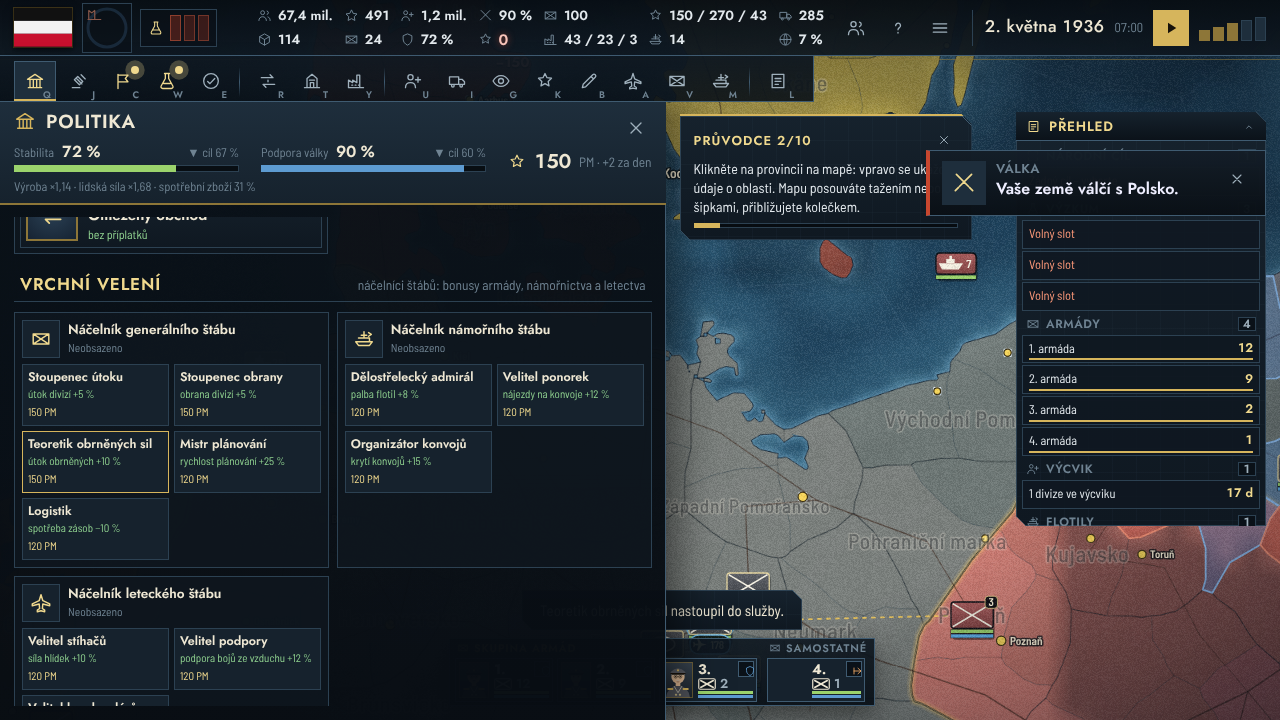 67,4 mil. 491 1,2 mil. 90 % 100 150 / 270 / 43 285
114 24 72 % 0 43 / 23 / 3 14 7 %
? 2. května 1936 07:00
Q J C W E R T Y U I G K B A V M L
POLITIKA
Stabilita 72 % ▼ cíl 67 %
Podpora války 90 % ▼ cíl 60 %
150 PM · +2 za den
Výroba ×1,14 · lidská síla ×1,68 · spotřební zboží 31 %
Omezený obchod
bez příplatků
VRCHNÍ VELENÍ
náčelníci štábů: bonusy armády, námořnictva a letectva
Náčelník generálního štábu
Neobsazeno
Stoupenec útoku
útok divizí +5 %
150 PM
Stoupenec obrany
obrana divizí +5 %
150 PM
Teoretik obrněných sil
útok obrněných +10 %
150 PM
Mistr plánování
rychlost plánování +25 %
120 PM
Logistik
spotřeba zásob −10 %
120 PM
Náčelník námořního štábu
Neobsazeno
Dělostřelecký admirál
palba flotil +8 %
120 PM
Velitel ponorek
nájezdy na konvoje +12 %
120 PM
Organizátor konvojů
krytí konvojů +15 %
120 PM
Náčelník leteckého štábu
Neobsazeno
Velitel stíhačů
síla hlídek +10 %
120 PM
Velitel podpory
podpora bojů ze vzduchu +12 %
120 PM
PRŮVODCE 2/10
Klikněte na provincii na mapě: vpravo se uk
údaje o oblasti. Mapu posouváte tažením ne
šipkami, přibližujete kolečkem.
PŘEHLED
VÁLKA
Vaše země válčí s Polskem.
Volný slot
Volný slot
Volný slot
ARMÁDY 4
1. armáda 12
2. armáda 9
3. armáda 2
4. armáda 1
VÝCVIK 1
1 divize ve výcviku 17 d
FLOTILY 1
7
Východní Pom
Západní Pomořansko
Pohraniční marka
Kujavsko
Toruň
3
Poznaň
Neumark
Teoretik obrněných sil nastoupil do služby.
SAMOSTATNÉ
3. 2
4. 1